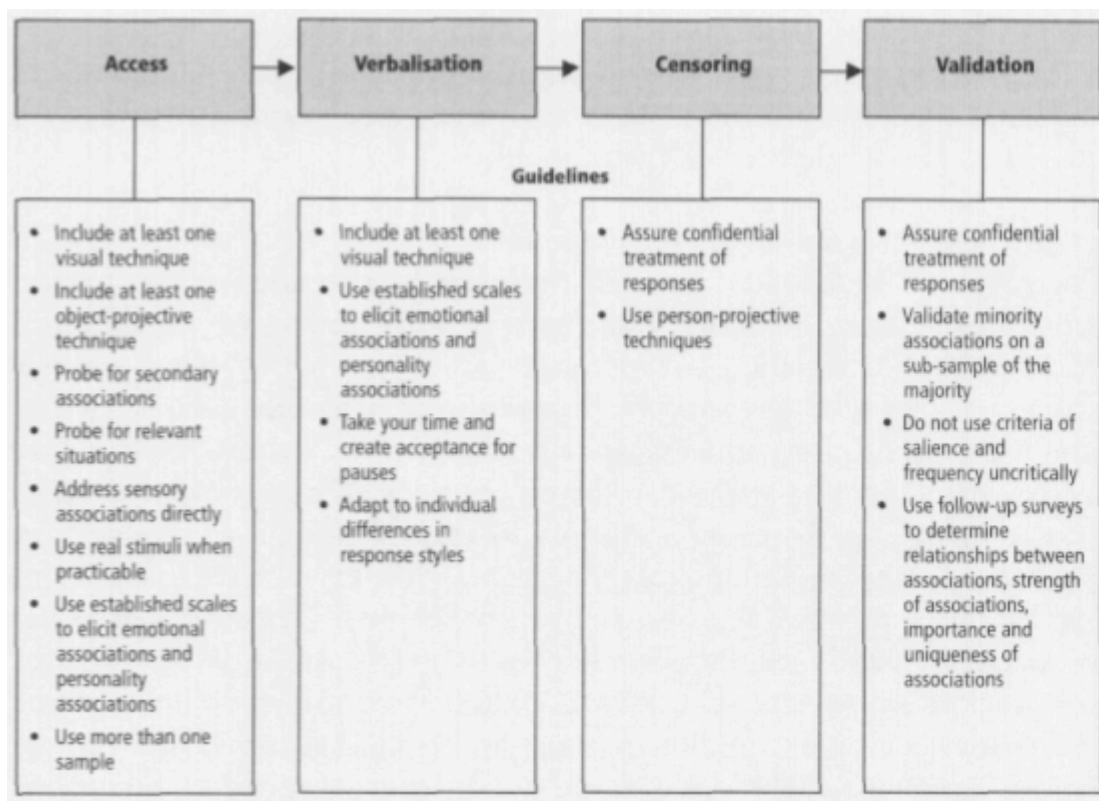 Access
Verbalisation
Censoring
Validation
Guidelines
• Include at least one
visual technique
• Include at least one
object-projective
technique
• Probe for secondary
associations
• Probe for relevant
situations
• Address sensory
associations directly
• Use real stimuli when
practicable
• Use established scales
to elicit emotional
associations and
personality
associations
• Use more than one
sample
• Include at least one
visual technique
• Use established scales
to elicit emotional
associations and
personality
associations
• Take your time and
create acceptance for
pauses
• Adapt to individual
differences in
response styles
• Assure confidential
treatment of
responses
• Use person-projective
techniques
• Assure confidential
treatment of
responses
• Validate minority
associations on a
sub-sample of the
majority
• Do not use criteria of
salience and
frequency uncritically
• Use follow-up surveys
to determine
relationships between
associations, strength
of associations,
importance and
uniqueness of
associations